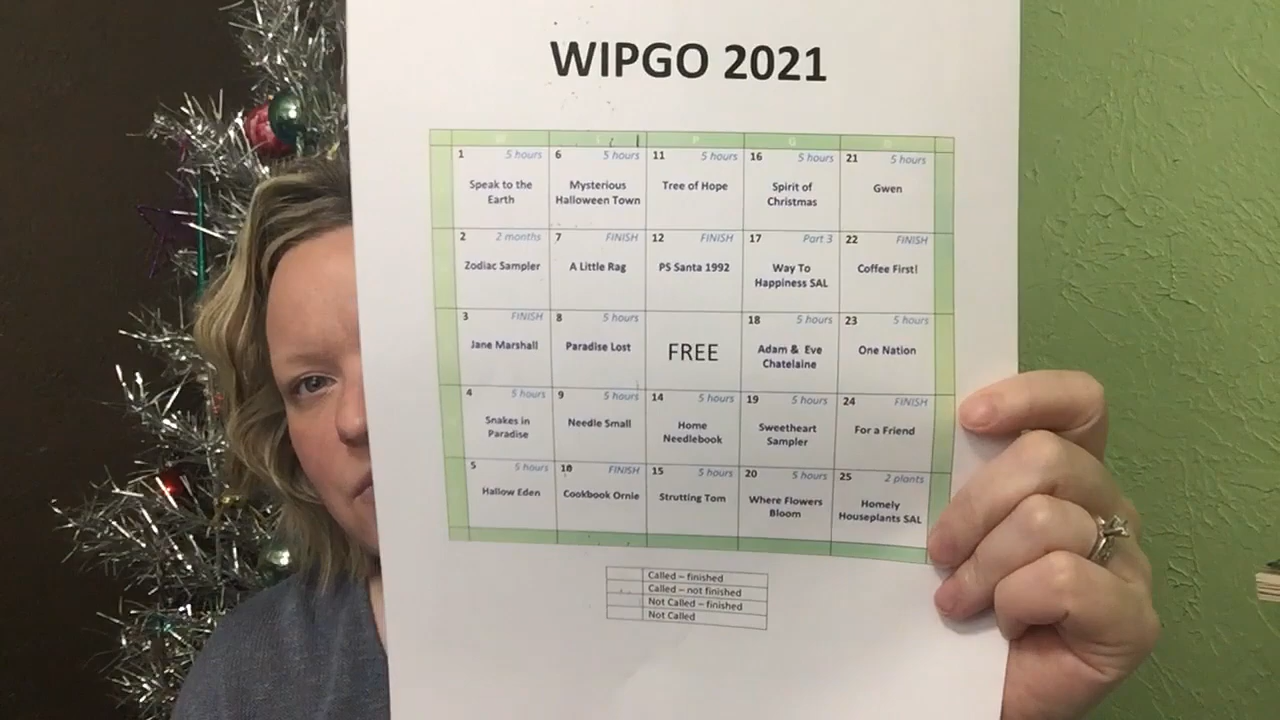 WIPGO 2021
P G
1 5 hours 6 5 hours 11 5 hours 16 5 hours 21 5 hours
Speak to the Mysterious Tree of Hope Spirit of Gwen
Earth Halloween Town Christmas
2 2 months 7 FINISH 12 FINISH 17 Part 3 22 FINISH
Zodiac Sampler A Little Rag PS Santa 1992 Way To Coffee First!
Happiness SAL
3 FINISH 8 5 hours 18 5 hours 23 5 hours
Jane Marshall Paradise Lost FREE Adam & Eve One Nation
Chatelaine
4 5 hours 9 5 hours 14 5 hours 19 5 hours 24 FINISH
Snakes in Needle Small Home Sweetheart For a Friend
Paradise Needlebook Sampler
5 5 hours 10 FINISH 15 5 hours 20 5 hours 25 2 plants
Hallow Eden Cookbook Ornie Strutting Tom Where Flowers Homely
Bloom Houseplants SAL
Called – finished
Called – not finished
Not Called – finished
Not Called